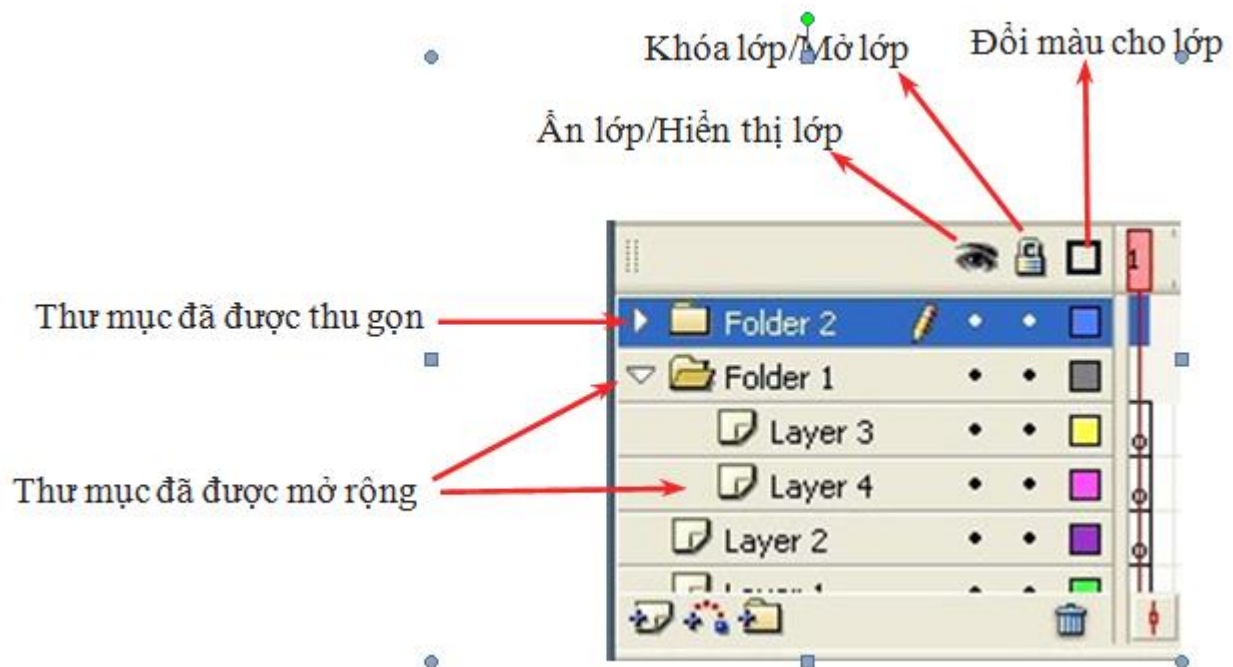 Khóa lớp/Mở lớp
Đổi màu cho lớp
Ẩn lớp/Hiển thị lớp
1
Thư mục đã được thu gọn
Folder 2
Folder 1
Layer 3
Thư mục đã được mở rộng
Layer 4
Layer 2